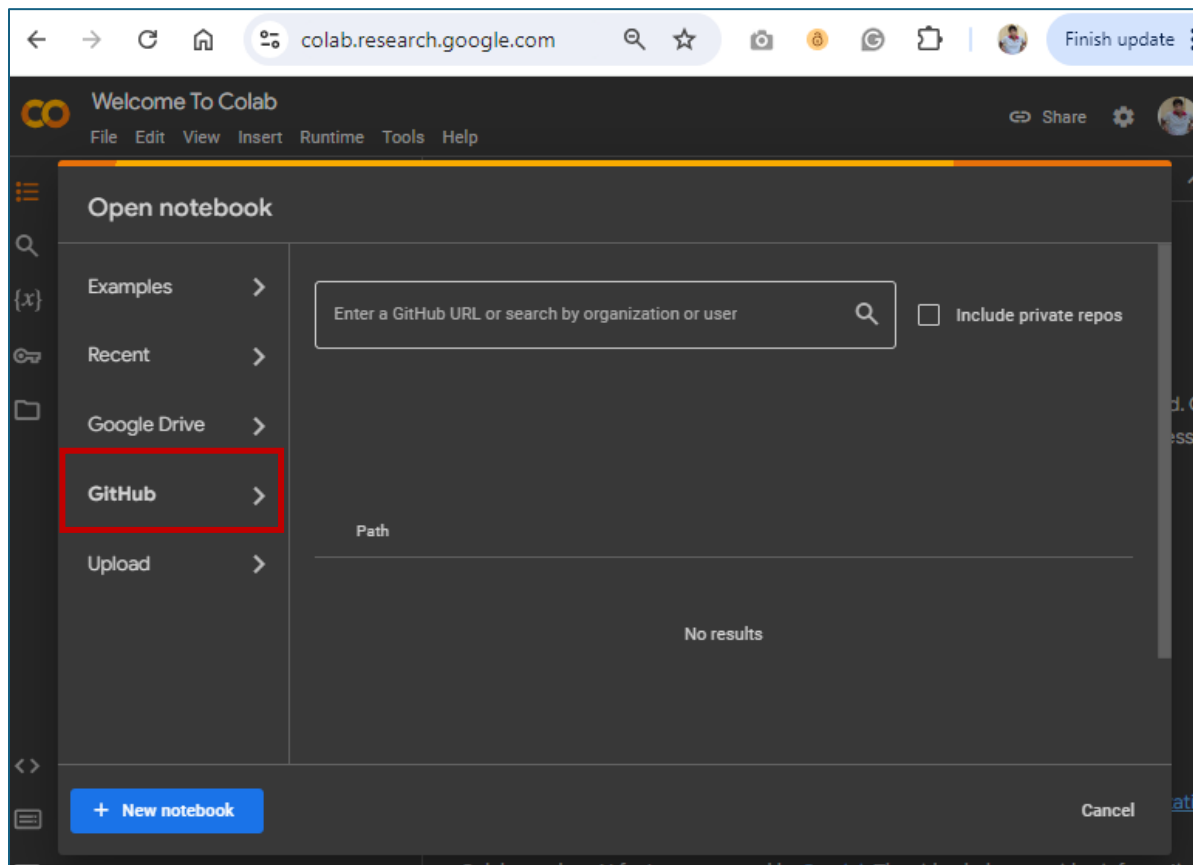 colab.research.google.com
Finish update
Welcome To Colab
File Edit View Insert Runtime Tools Help
Share
Open notebook
Examples
Enter a GitHub URL or search by organization or user
Include private repos
Recent
Google Drive
GitHub
Path
Upload
No results
+ New notebook
Cancel